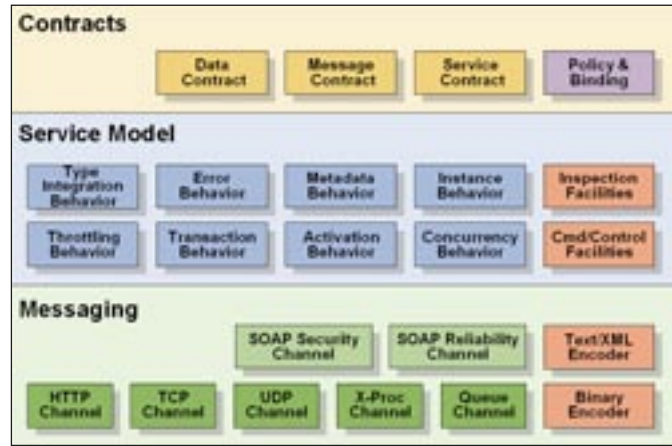 Contracts
Data Message Service Policy &
Contract Contract Contract Binding
Service Model
Type
Integration
Behavior
Error
Behavior
Metadata
Behavior
Instance
Behavior
Inspection
Facilities
Throttling
Behavior
Transaction
Behavior
Activation
Behavior
Concurrency
Behavior
Cmd/Control
Facilities
Messaging
SOAP Security
Channel
SOAP Reliability
Channel
Text/XML
Encoder
HTTP
Channel
TCP
Channel
UDP
Channel
X-Proc
Channel
Queue
Channel
Binary
Encoder